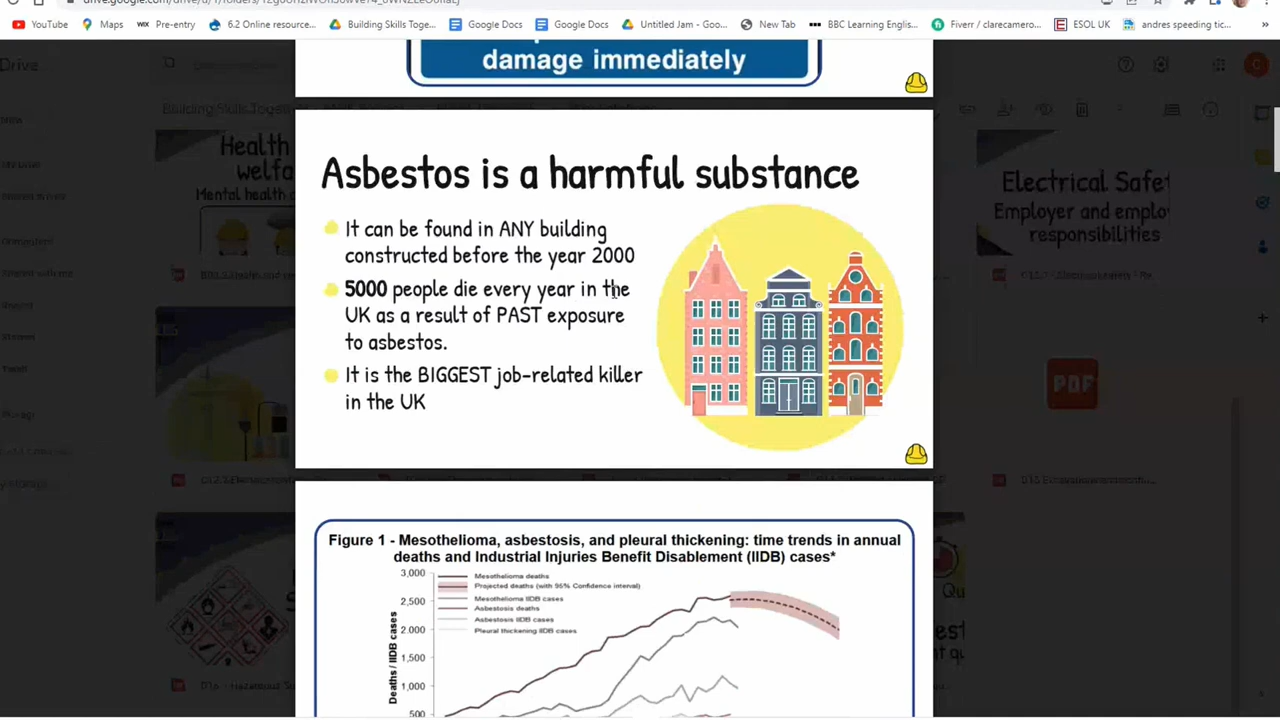 YouTube
Maps
WIX
Pre-entry
6.2 Online resource...
Building Skills Toge...
Google Docs
Google Docs
Untitled Jam - Goo...
New Tab
BBC Learning Englis...
Fiverr / clarecamero...
ESOL UK
andres speeding tic...
»
Drive
damage immediately
Health
welfa
Mental health
Electrical Safet
Employer and emplo
responsibilities
Asbestos is a harmful substance
It can be found in ANY building
constructed before the year 2000
5000 people die every year in the
UK as a result of PAST exposure
to asbestos.
It is the BIGGEST job-related killer
in the UK
PDF
Figure 1 - Mesothelioma, asbestosis, and pleural thickening: time trends in annual
deaths and Industrial Injuries Benefit Disablement (IIDB) cases*
Mesothelioma deaths
Projected deaths (with 95% Confidence interval)
Mesothelioma IIDB cases
Asbestosis deaths
Asbestosis IIDB cases
Pleural thickening IIDB cases
Deaths / IIDB cases
3,000
2,500
2,000
1,500
1,000
500